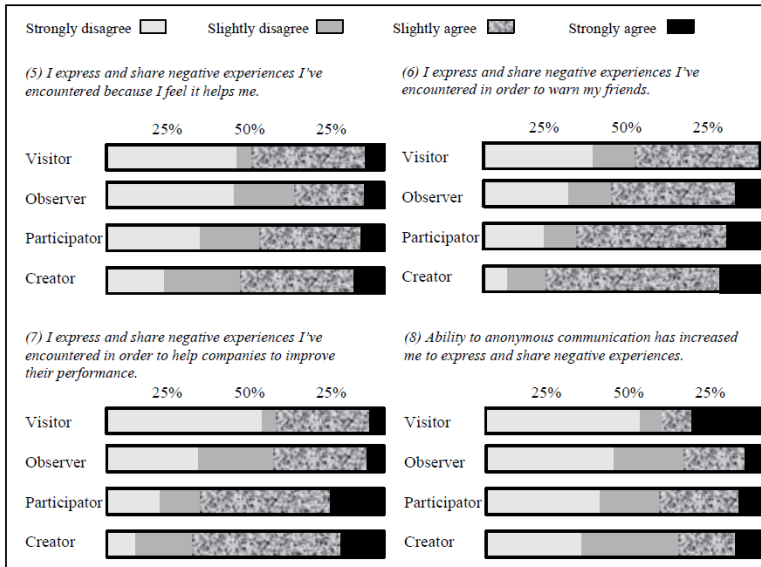 Strongly disagree Slightly disagree Slightly agree Strongly agree
(5) I express and share negative experiences I've
encountered because I feel it helps me.
25% 50% 25%
Visitor
Observer
Participator
Creator
(6) I express and share negative experiences I've
encountered in order to warn my friends.
25% 50% 25%
Visitor
Observer
Participator
Creator
(7) I express and share negative experiences I've
encountered in order to help companies to improve
their performance.
25% 50% 25%
Visitor
Observer
Participator
Creator
(8) Ability to anonymous communication has increased
me to express and share negative experiences.
25% 50% 25%
Visitor
Observer
Participator
Creator